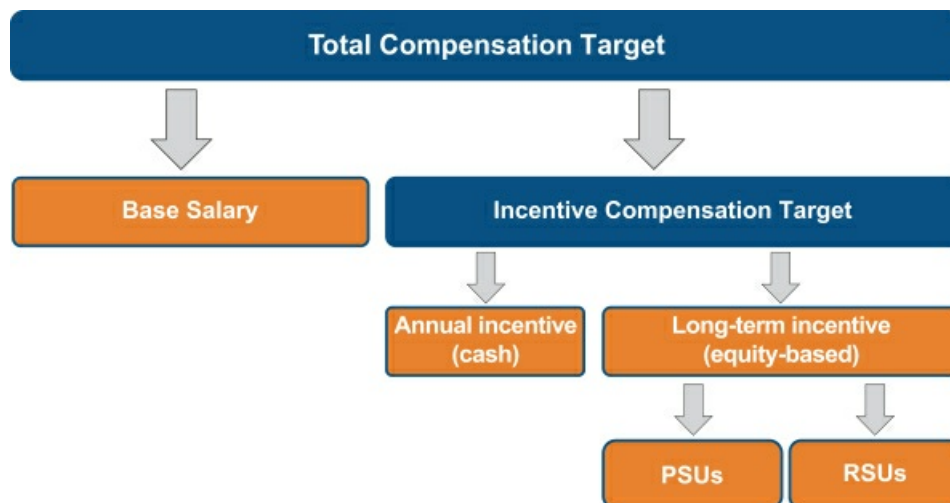 Total Compensation Target
Base Salary
Incentive Compensation Target
Annual incentive
(cash)
Long-term incentive
(equity-based)
PSUs
RSUs